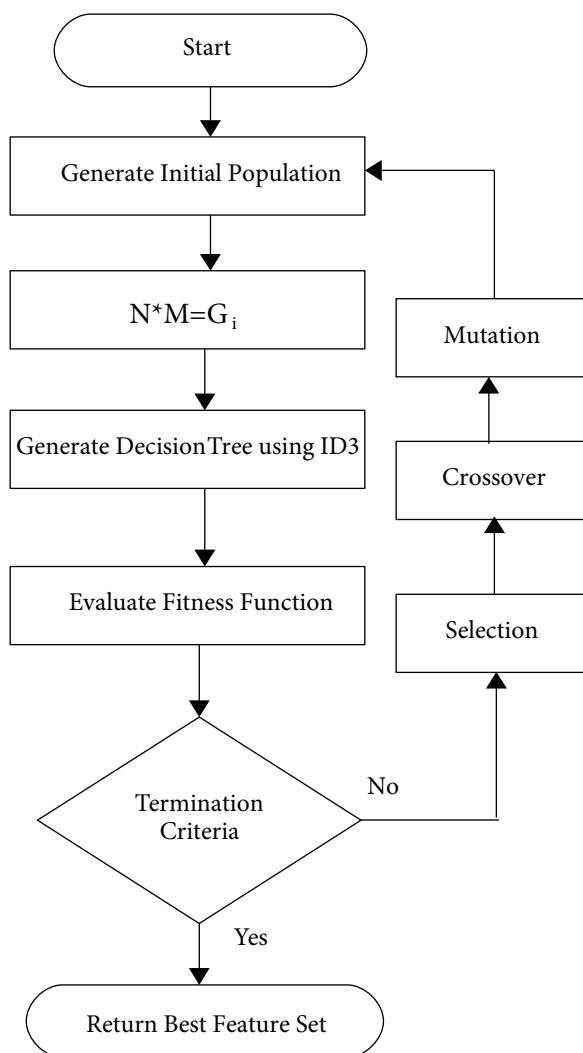 Start
Generate Initial Population
N*M=G i
Mutation
Generate DecisionTree using ID3
Crossover
Evaluate Fitness Function
Selection
Termination
Criteria
No
Yes
Return Best Feature Set